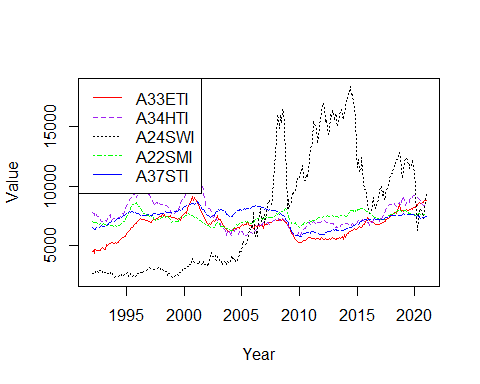 A33ETI
A34HTI
A24SWI
A22SMI
A37STI
Value
15000
10000
5000
1995 2000 2005 2010 2015 2020
Year